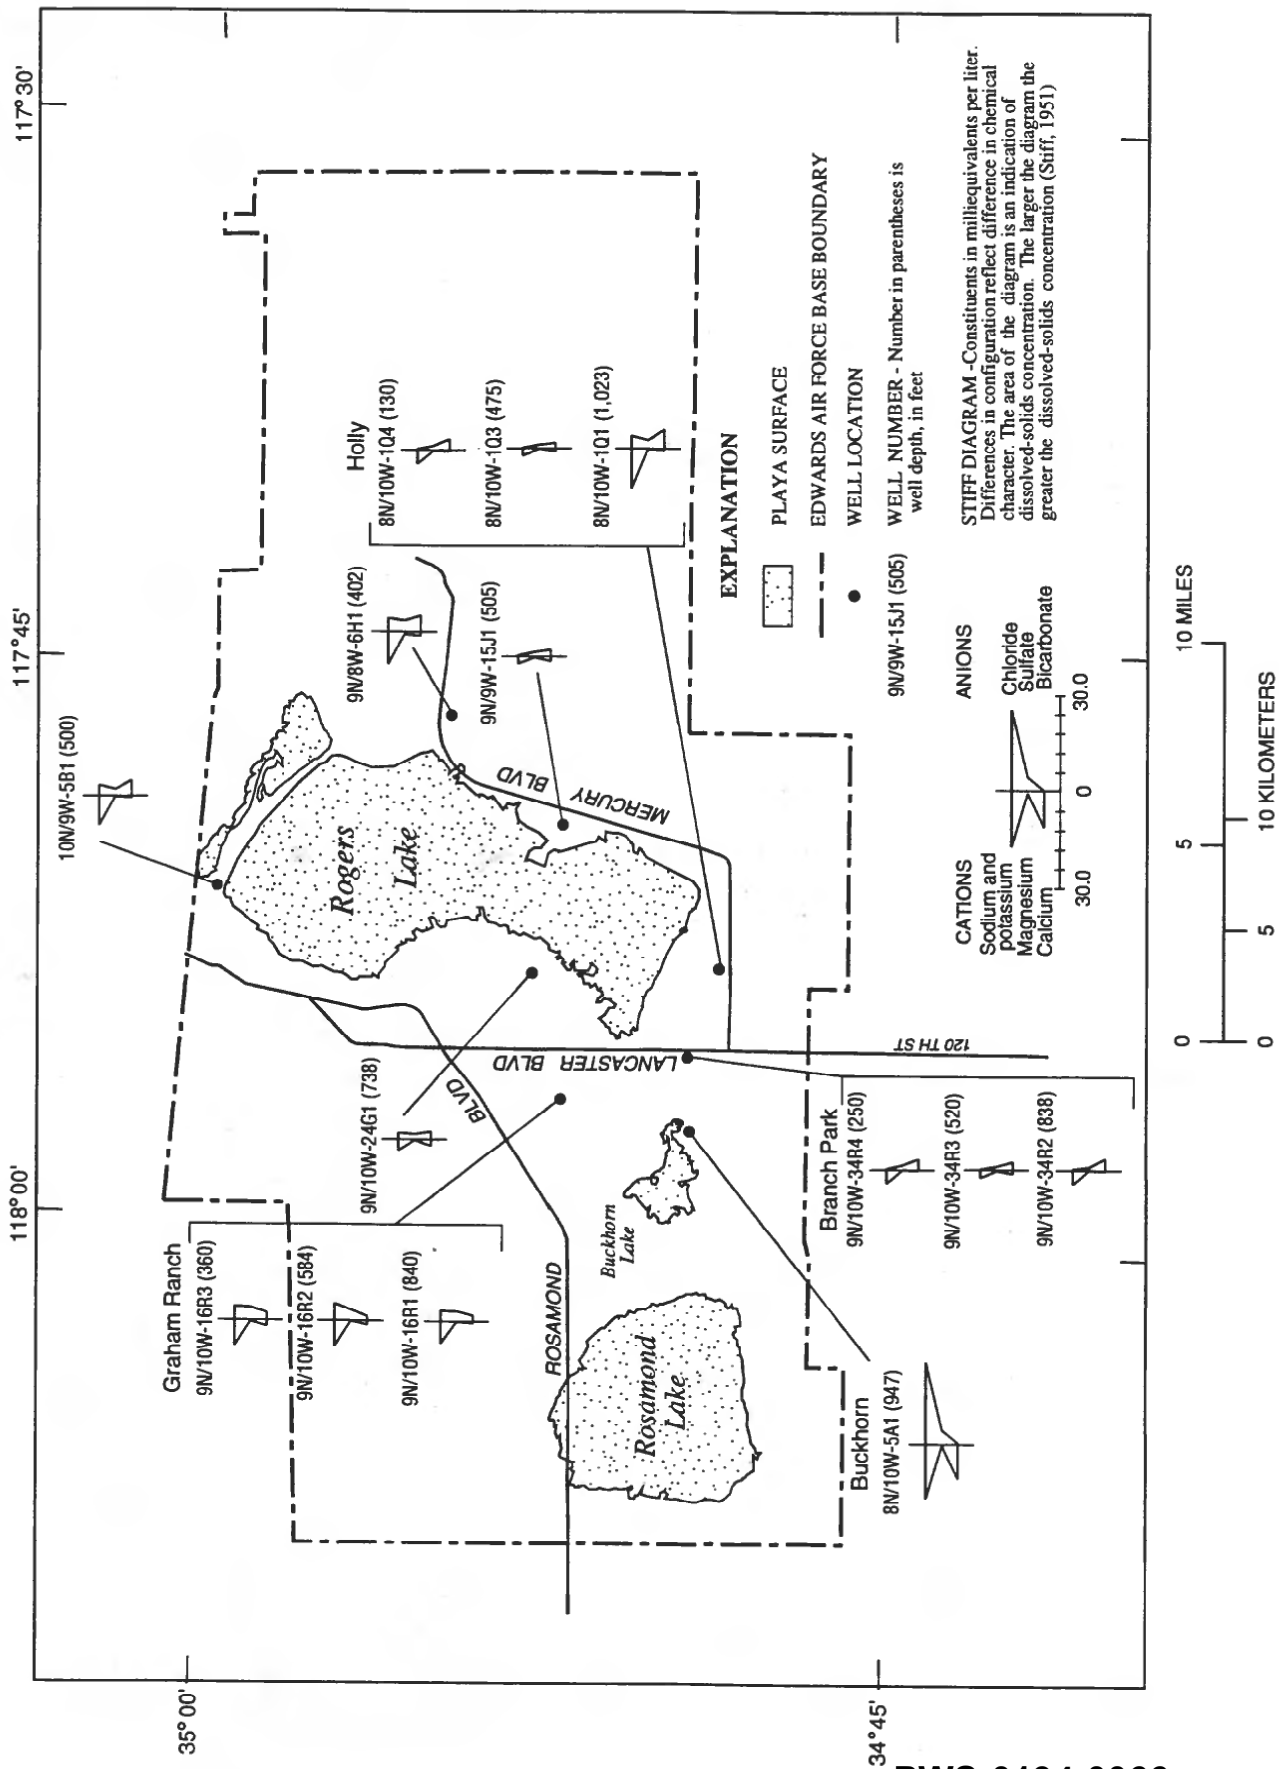 117°30'
117°45'
118°00'
35°00'
34°45'
10N/9W-5B1 (500)
Rogers
Lake
9N/8W-6H1 (402)
9N/9W-15J1 (505)
MERCURY BLVD
Holly
8N/10W-1Q4 (130)
8N/10W-1Q3 (475)
8N/10W-1Q1 (1,023)
Graham Ranch
9N/10W-16R3 (360)
9N/10W-16R2 (584)
9N/10W-16R1 (840)
9N/10W-24G1 (738)
ROSAMOND BLVD
LANCASTER BLVD
120 TH ST
Buckhorn
Lake
Rosamond
Lake
Buckhorn
8N/10W-5A1 (947)
Branch Park
9N/10W-34R4 (250)
9N/10W-34R3 (520)
9N/10W-34R2 (838)
EXPLANATION
PLAYA SURFACE
EDWARDS AIR FORCE BASE BOUNDARY
WELL LOCATION
9N/9W-15J1 (505)
WELL NUMBER - Number in parentheses is
well depth, in feet
STIFF DIAGRAM -Constituents in milliequivalents per liter.
Differences in configuration reflect difference in chemical
character. The area of the diagram is an indication of
dissolved-solids concentration. The larger the diagram the
greater the dissolved-solids concentration (Stiff, 1951)
CATIONS
Sodium and
potassium
Magnesium
Calcium
ANIONS
Chloride
Sulfate
Bicarbonate
30.0 0 30.0
0 5 10 MILES
0 5 10 KILOMETERS